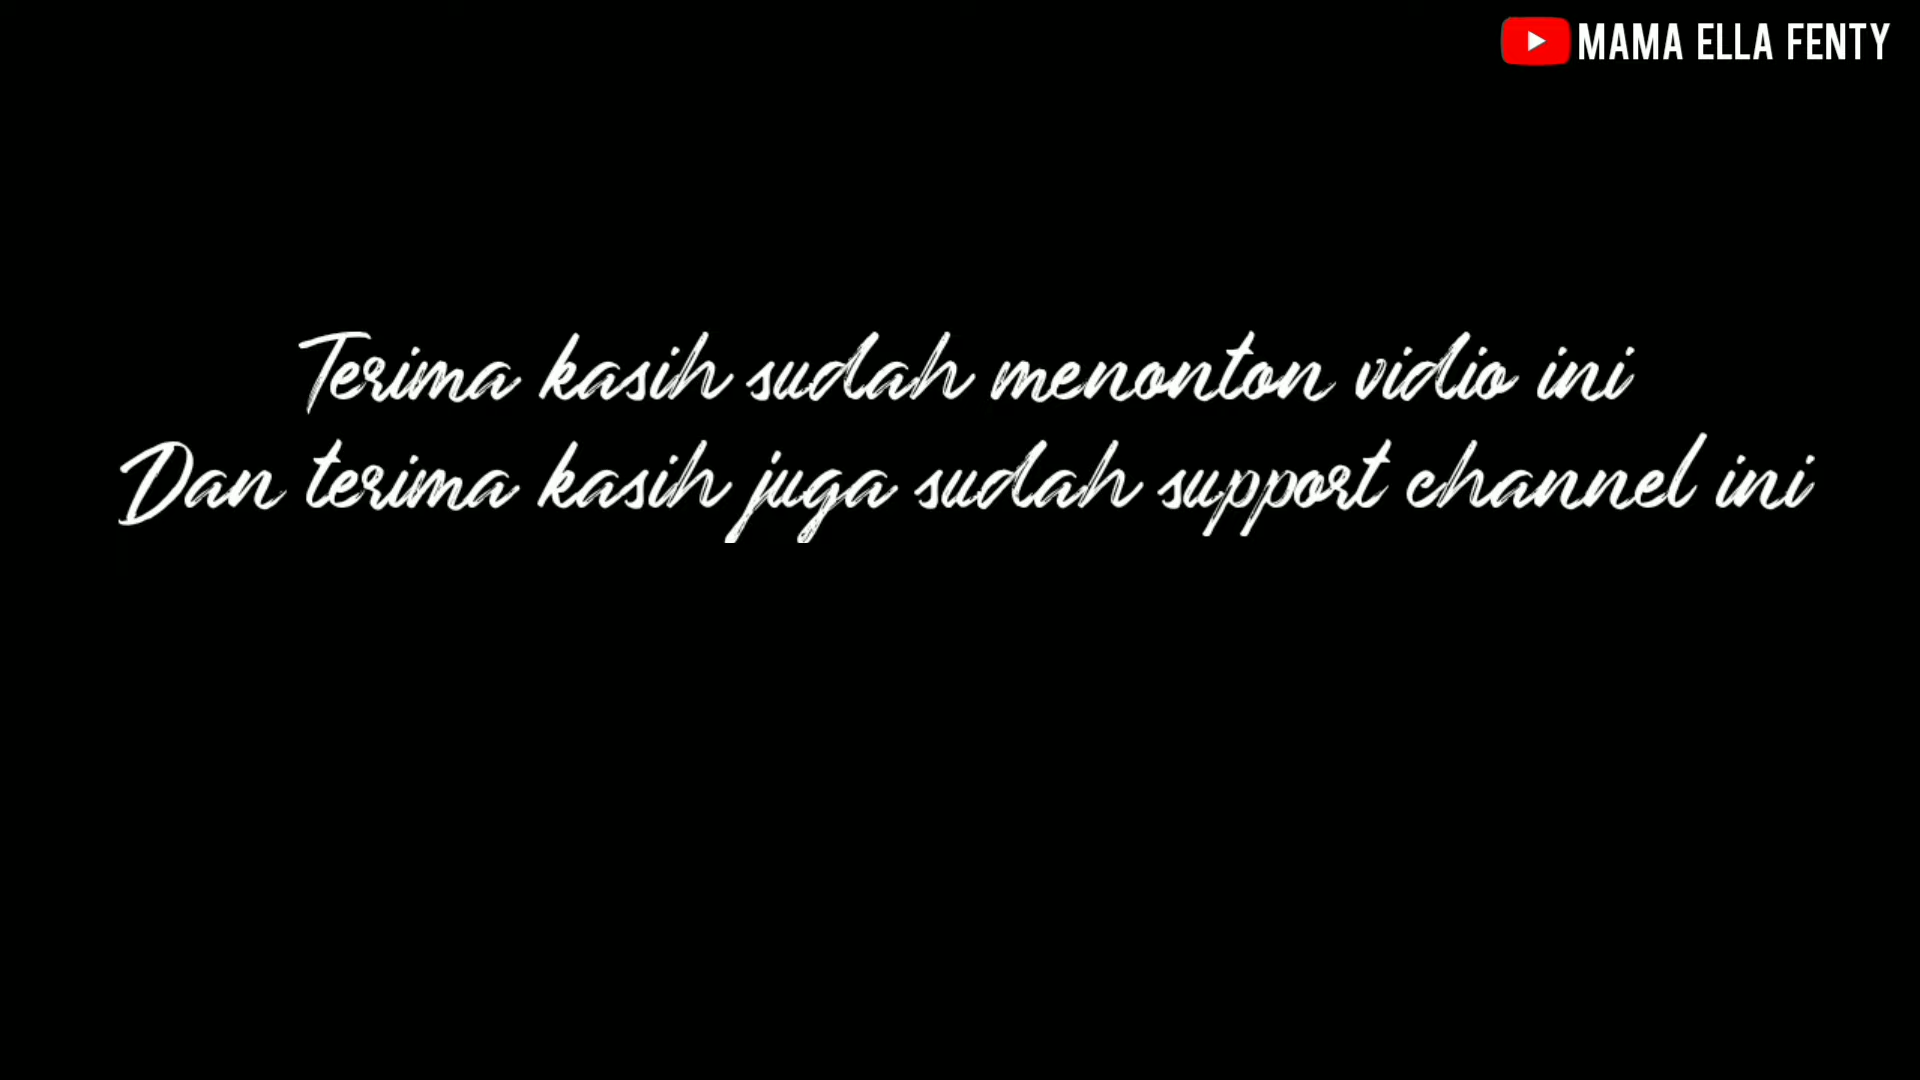 MAMA ELLA FENTY
Terima kasih sudah menonton vidio ini
Dan terima kasih juga sudah support channel ini